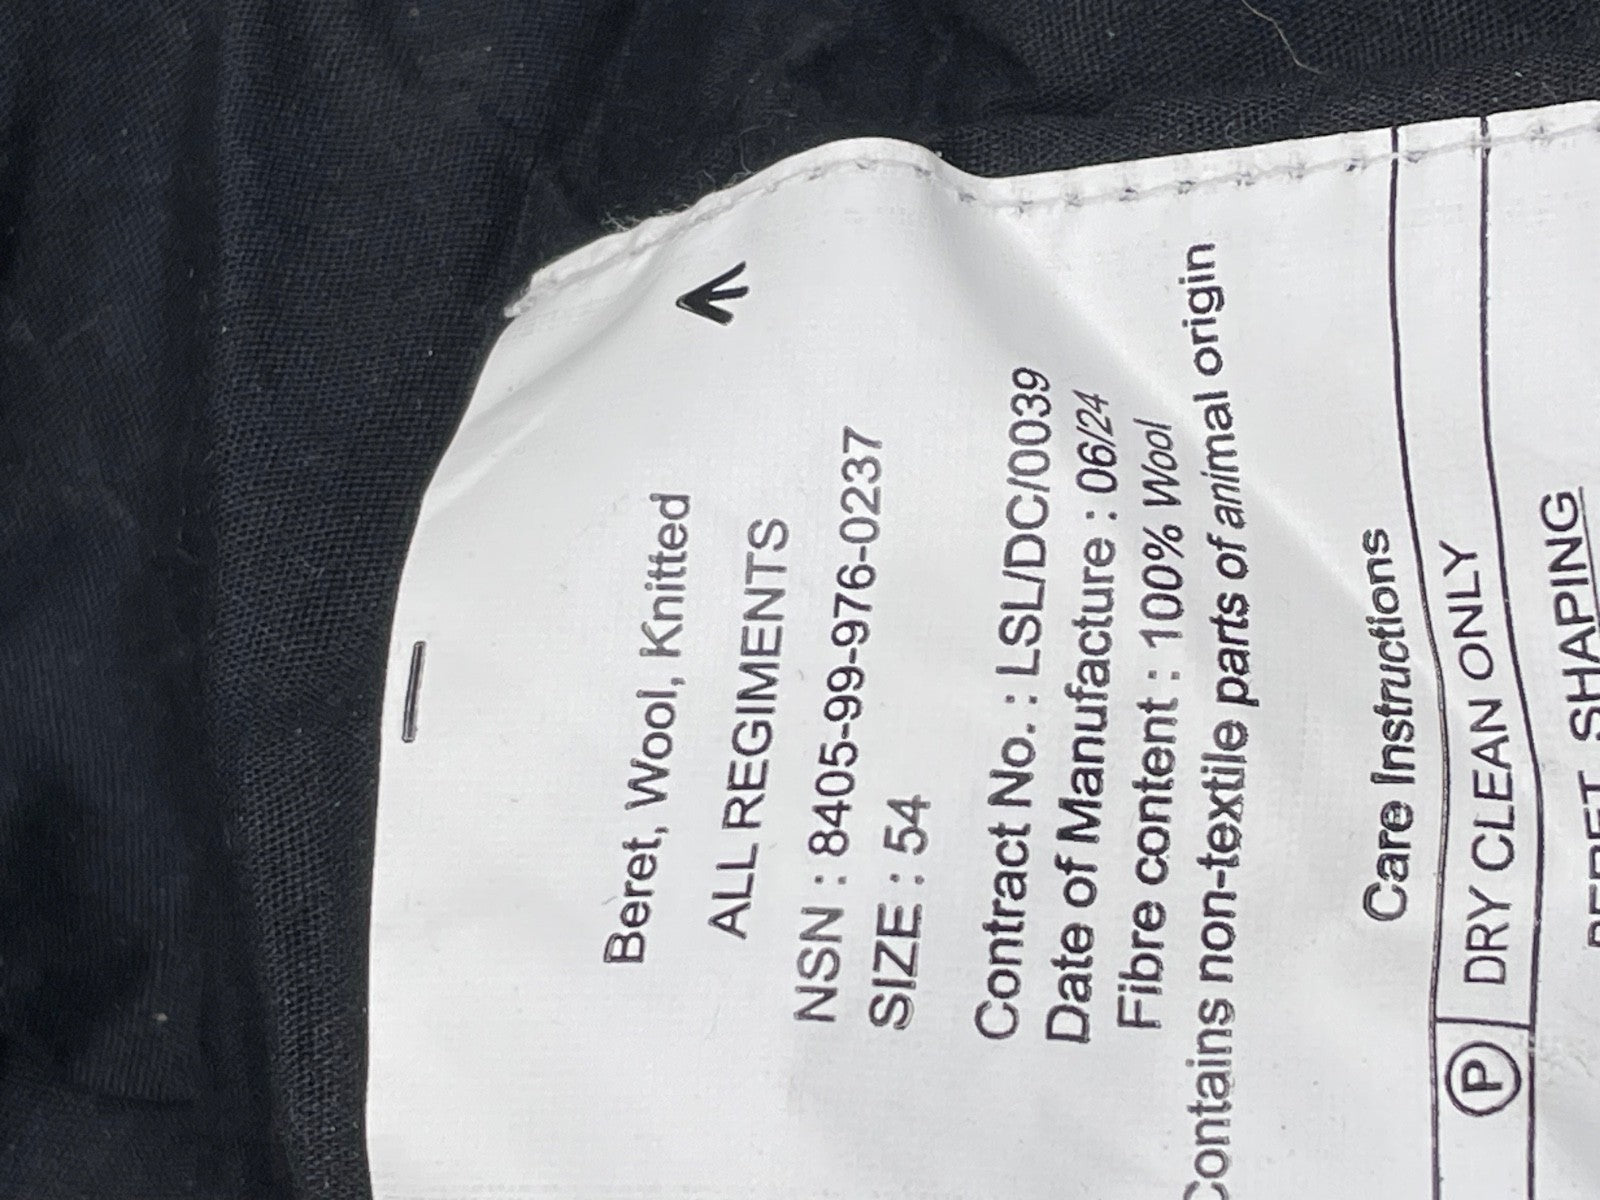 Beret, Wool, Knitted
ALL REGIMENTS
NSN : 8405-99-976-0237
SIZE : 54
Contract No. : LSL/DC/0039
Date of Manufacture : 06/24
Fibre content : 100% Wool
Contains non-textile parts of animal origin
Care Instructions
P DRY CLEAN ONLY
BERET SHAPING